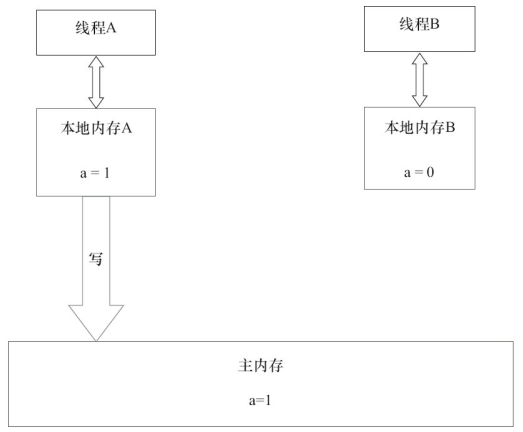 线程A
线程B
本地内存A
a = 1
本地内存B
a = 0
写
主内存
a=1